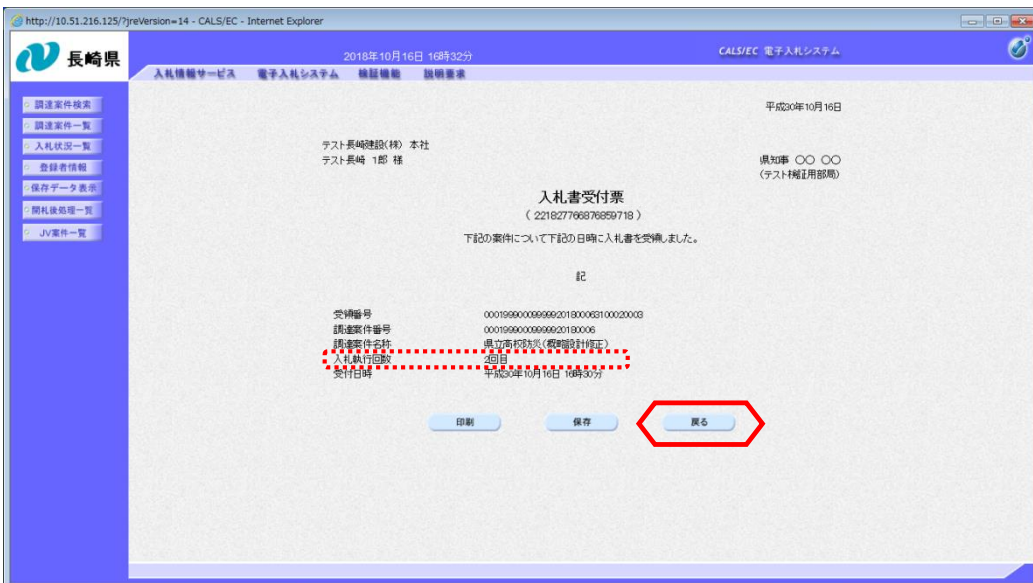 http://10.51.216.125/?jreVersion=14 - CALS/EC - Internet Explorer
長崎県
2018年10月16日 16時32分
CALS/EC 電子入札システム
入札情報サービス 電子入札システム 検証機能 説明要求
調達案件検索
調達案件一覧
入札状況一覧
登録者情報
保存データ表示
開札後処理一覧
JV案件一覧
平成30年10月16日
テスト長崎建設(株) 本社
テスト長崎 1郎 様
県知事 〇〇 〇〇
(テスト検証用部局)
入札書受付票
( 221827766876859718 )
下記の案件について下記の日時に入札書を受領しました。
記
受領番号 000199900099999201800063100020003
調達案件番号 00019990009999920180006
調達案件名称 県立高校防災(概略設計修正)
入札執行回数 2回目
受付日時 平成30年10月16日 16時30分
印刷 保存 戻る